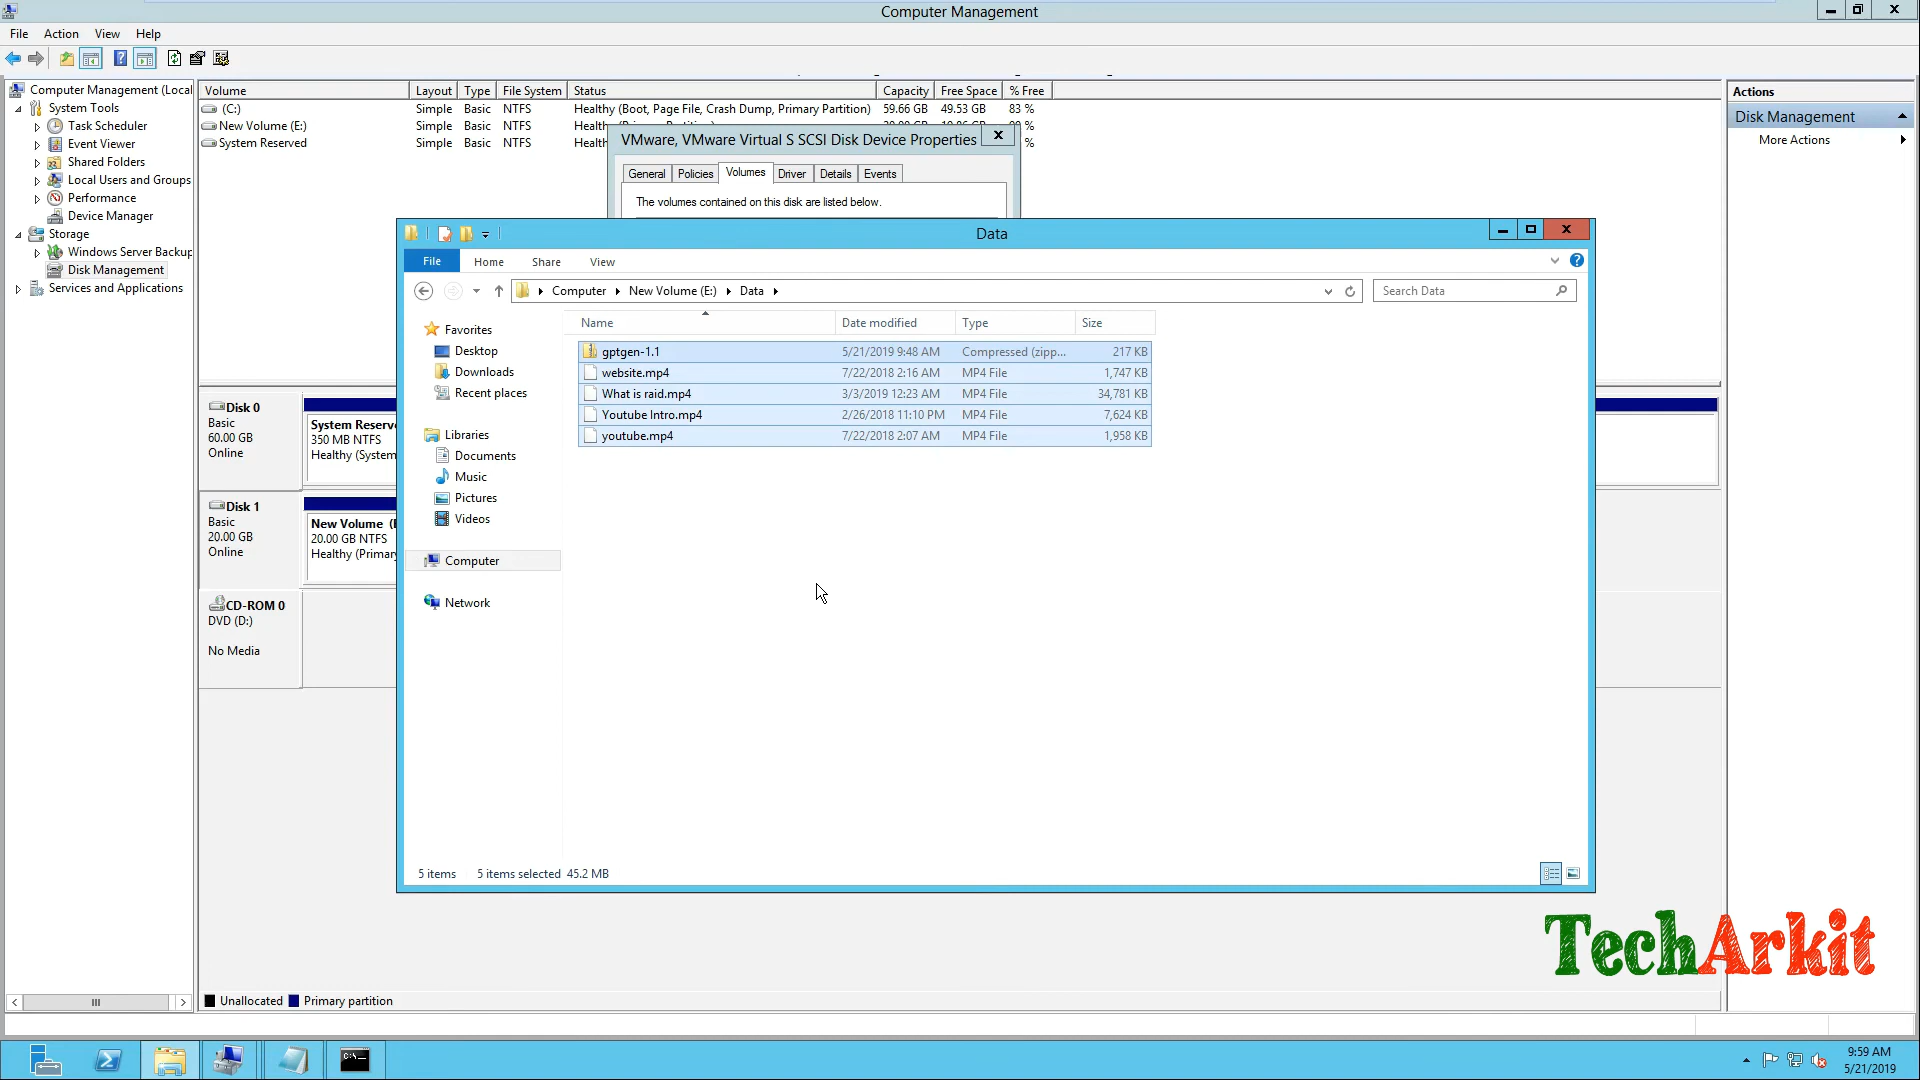 Computer Management
File Action View Help
Computer Management (Local
System Tools
Task Scheduler
Event Viewer
Shared Folders
Local Users and Groups
Performance
Device Manager
Storage
Windows Server Backup
Disk Management
Services and Applications
Volume Layout Type File System Status Capacity Free Space % Free
(C:) Simple Basic NTFS Healthy (Boot, Page File, Crash Dump, Primary Partition) 59.66 GB 49.53 GB 83 %
New Volume (E:) Simple Basic NTFS
System Reserved Simple Basic NTFS %
Actions
Disk Management
More Actions
VMware, VMware Virtual S SCSI Disk Device Properties
General Policies Volumes Driver Details Events
The volumes contained on this disk are listed below.
Data
File Home Share View
Computer New Volume (E:) Data
Search Data
Favorites
Desktop
Downloads
Recent places
Libraries
Documents
Music
Pictures
Videos
Computer
Network
Name Date modified Type Size
gptgen-1.1 5/21/2019 9:48 AM Compressed (zipp... 217 KB
website.mp4 7/22/2018 2:16 AM MP4 File 1,747 KB
What is raid.mp4 3/3/2019 12:23 AM MP4 File 34,781 KB
Youtube Intro.mp4 2/26/2018 11:10 PM MP4 File 7,624 KB
youtube.mp4 7/22/2018 2:07 AM MP4 File 1,958 KB
5 items 5 items selected 45.2 MB
Disk 0
Basic
60.00 GB
Online
System Reserv
350 MB NTFS
Healthy (System
Disk 1
Basic
20.00 GB
Online
New Volume (
20.00 GB NTFS
Healthy (Primar
CD-ROM 0
DVD (D:)
No Media
TechArkit
Unallocated Primary partition
9:59 AM
5/21/2019